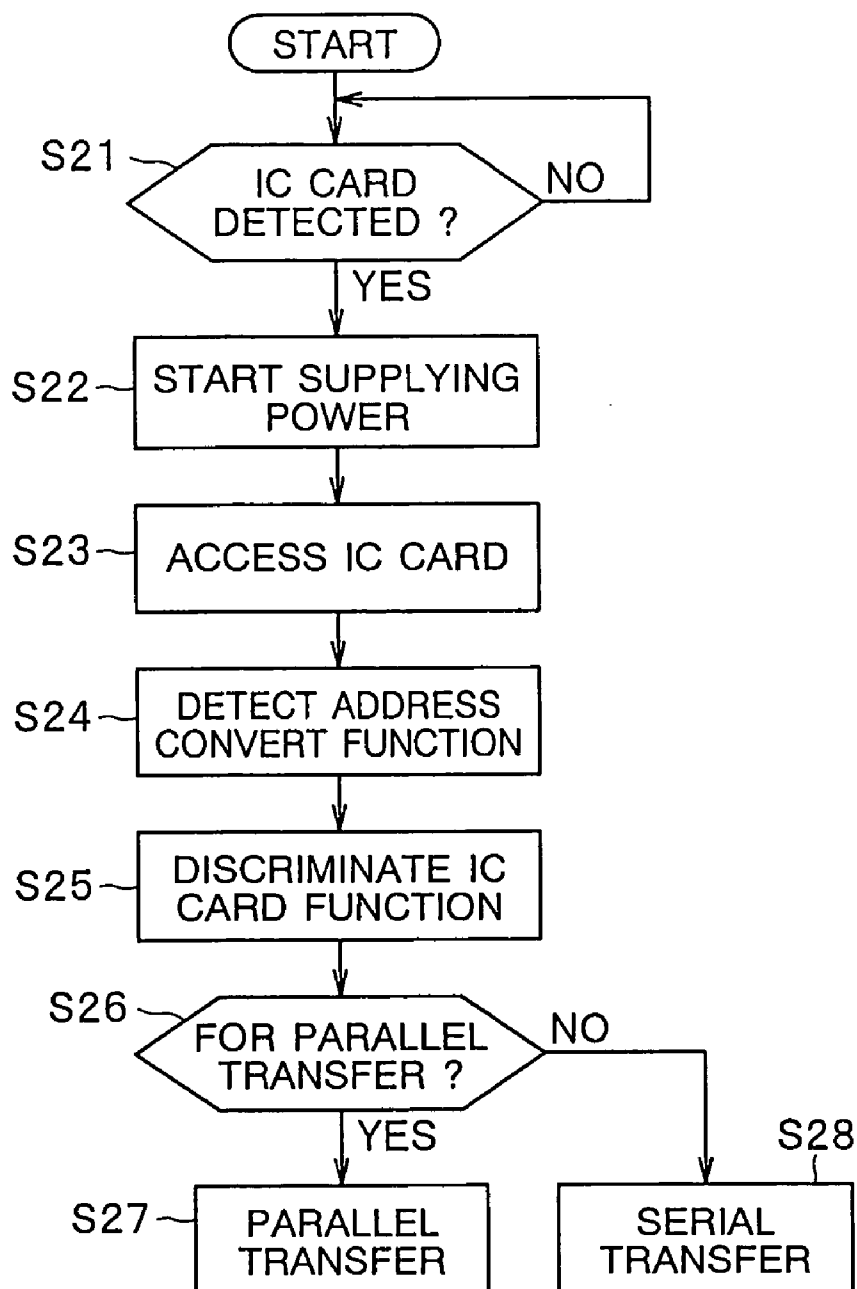 START
S21
IC CARD
DETECTED ?
NO
YES
S22
START SUPPLYING
POWER
S23
ACCESS IC CARD
S24
DETECT ADDRESS
CONVERT FUNCTION
S25
DISCRIMINATE IC
CARD FUNCTION
S26
FOR PARALLEL
TRANSFER ?
NO
YES
S27
PARALLEL
TRANSFER
S28
SERIAL
TRANSFER